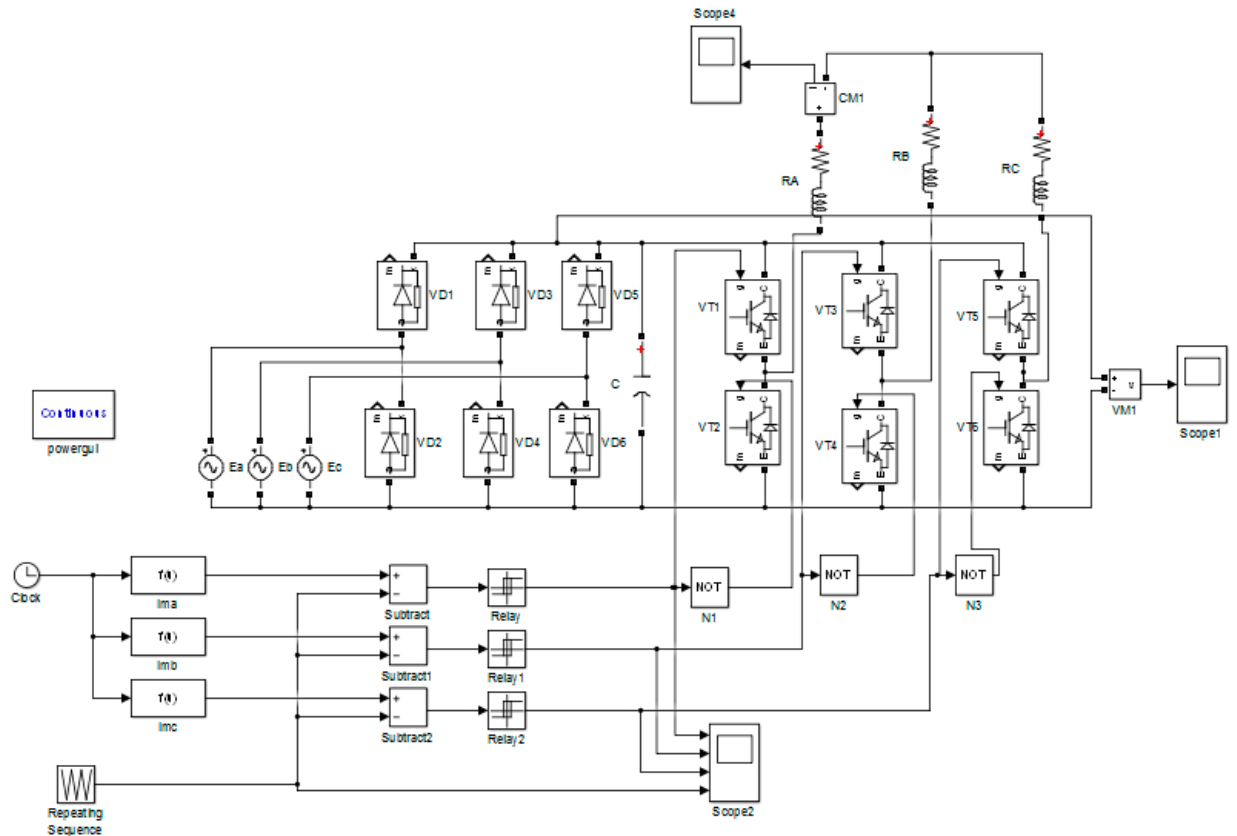 Scope4
CM1
RA
RB
RC
m k
VD1
m k
VD3
m k
VD5
g C
VT1
m E
g C
VT3
m E
g C
VT5
m E
C
m k
VD2
m k
VD4
m k
VD6
g C
VT2
m E
g C
VT4
m E
g C
VT6
m E
v
VM1
Scope1
Continuous
powergui
Ea
Eb
Ec
Clock
f(u)
Ima
f(u)
Imb
f(u)
Imc
Subtract
Subtract1
Subtract2
Relay
Relay1
Relay2
NOT
N1
NOT
N2
NOT
N3
Repeating
Sequence
Scope2